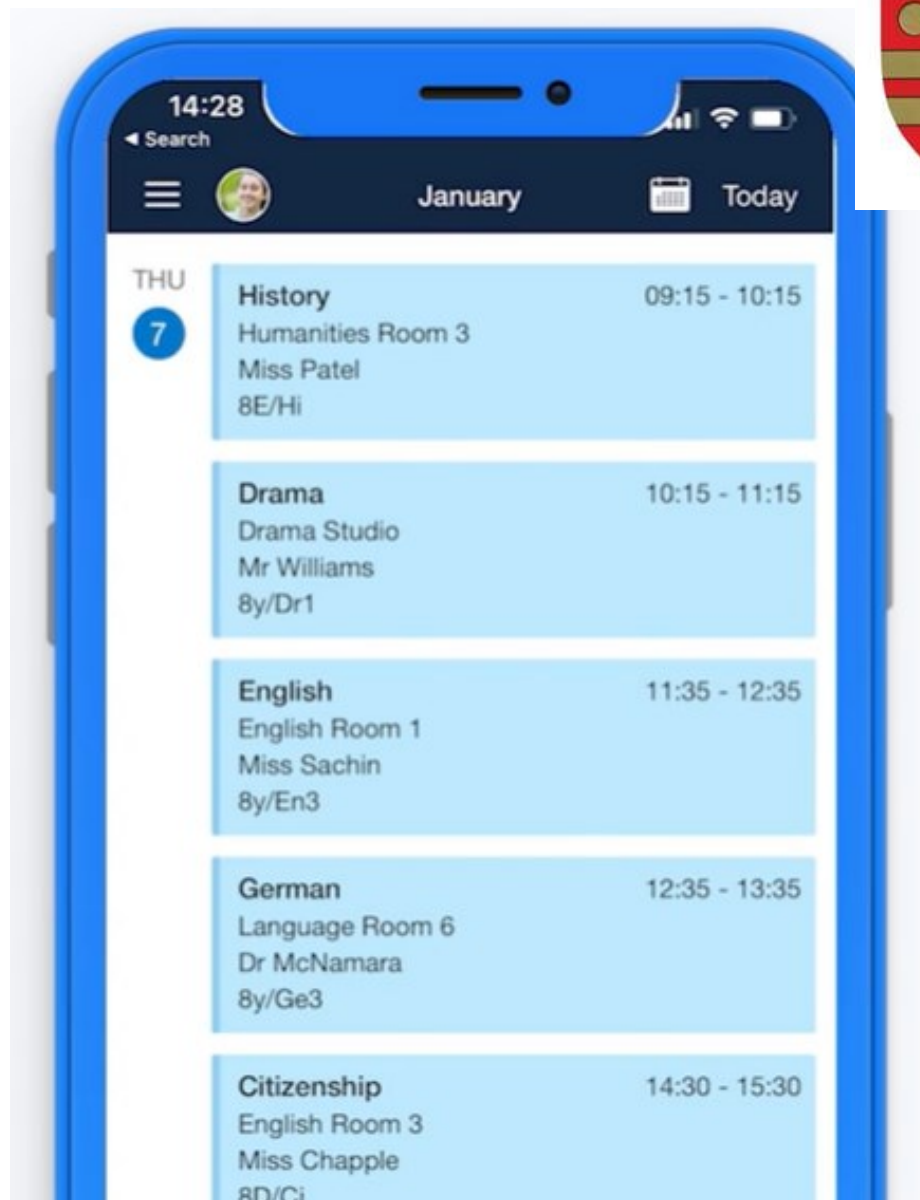 14:28
Search
January
Today
THU
7
History 09:15 - 10:15
Humanities Room 3
Miss Patel
8E/Hi
Drama 10:15 - 11:15
Drama Studio
Mr Williams
8y/Dr1
English 11:35 - 12:35
English Room 1
Miss Sachin
8y/En3
German 12:35 - 13:35
Language Room 6
Dr McNamara
8y/Ge3
Citizenship 14:30 - 15:30
English Room 3
Miss Chapple
8D/Ci